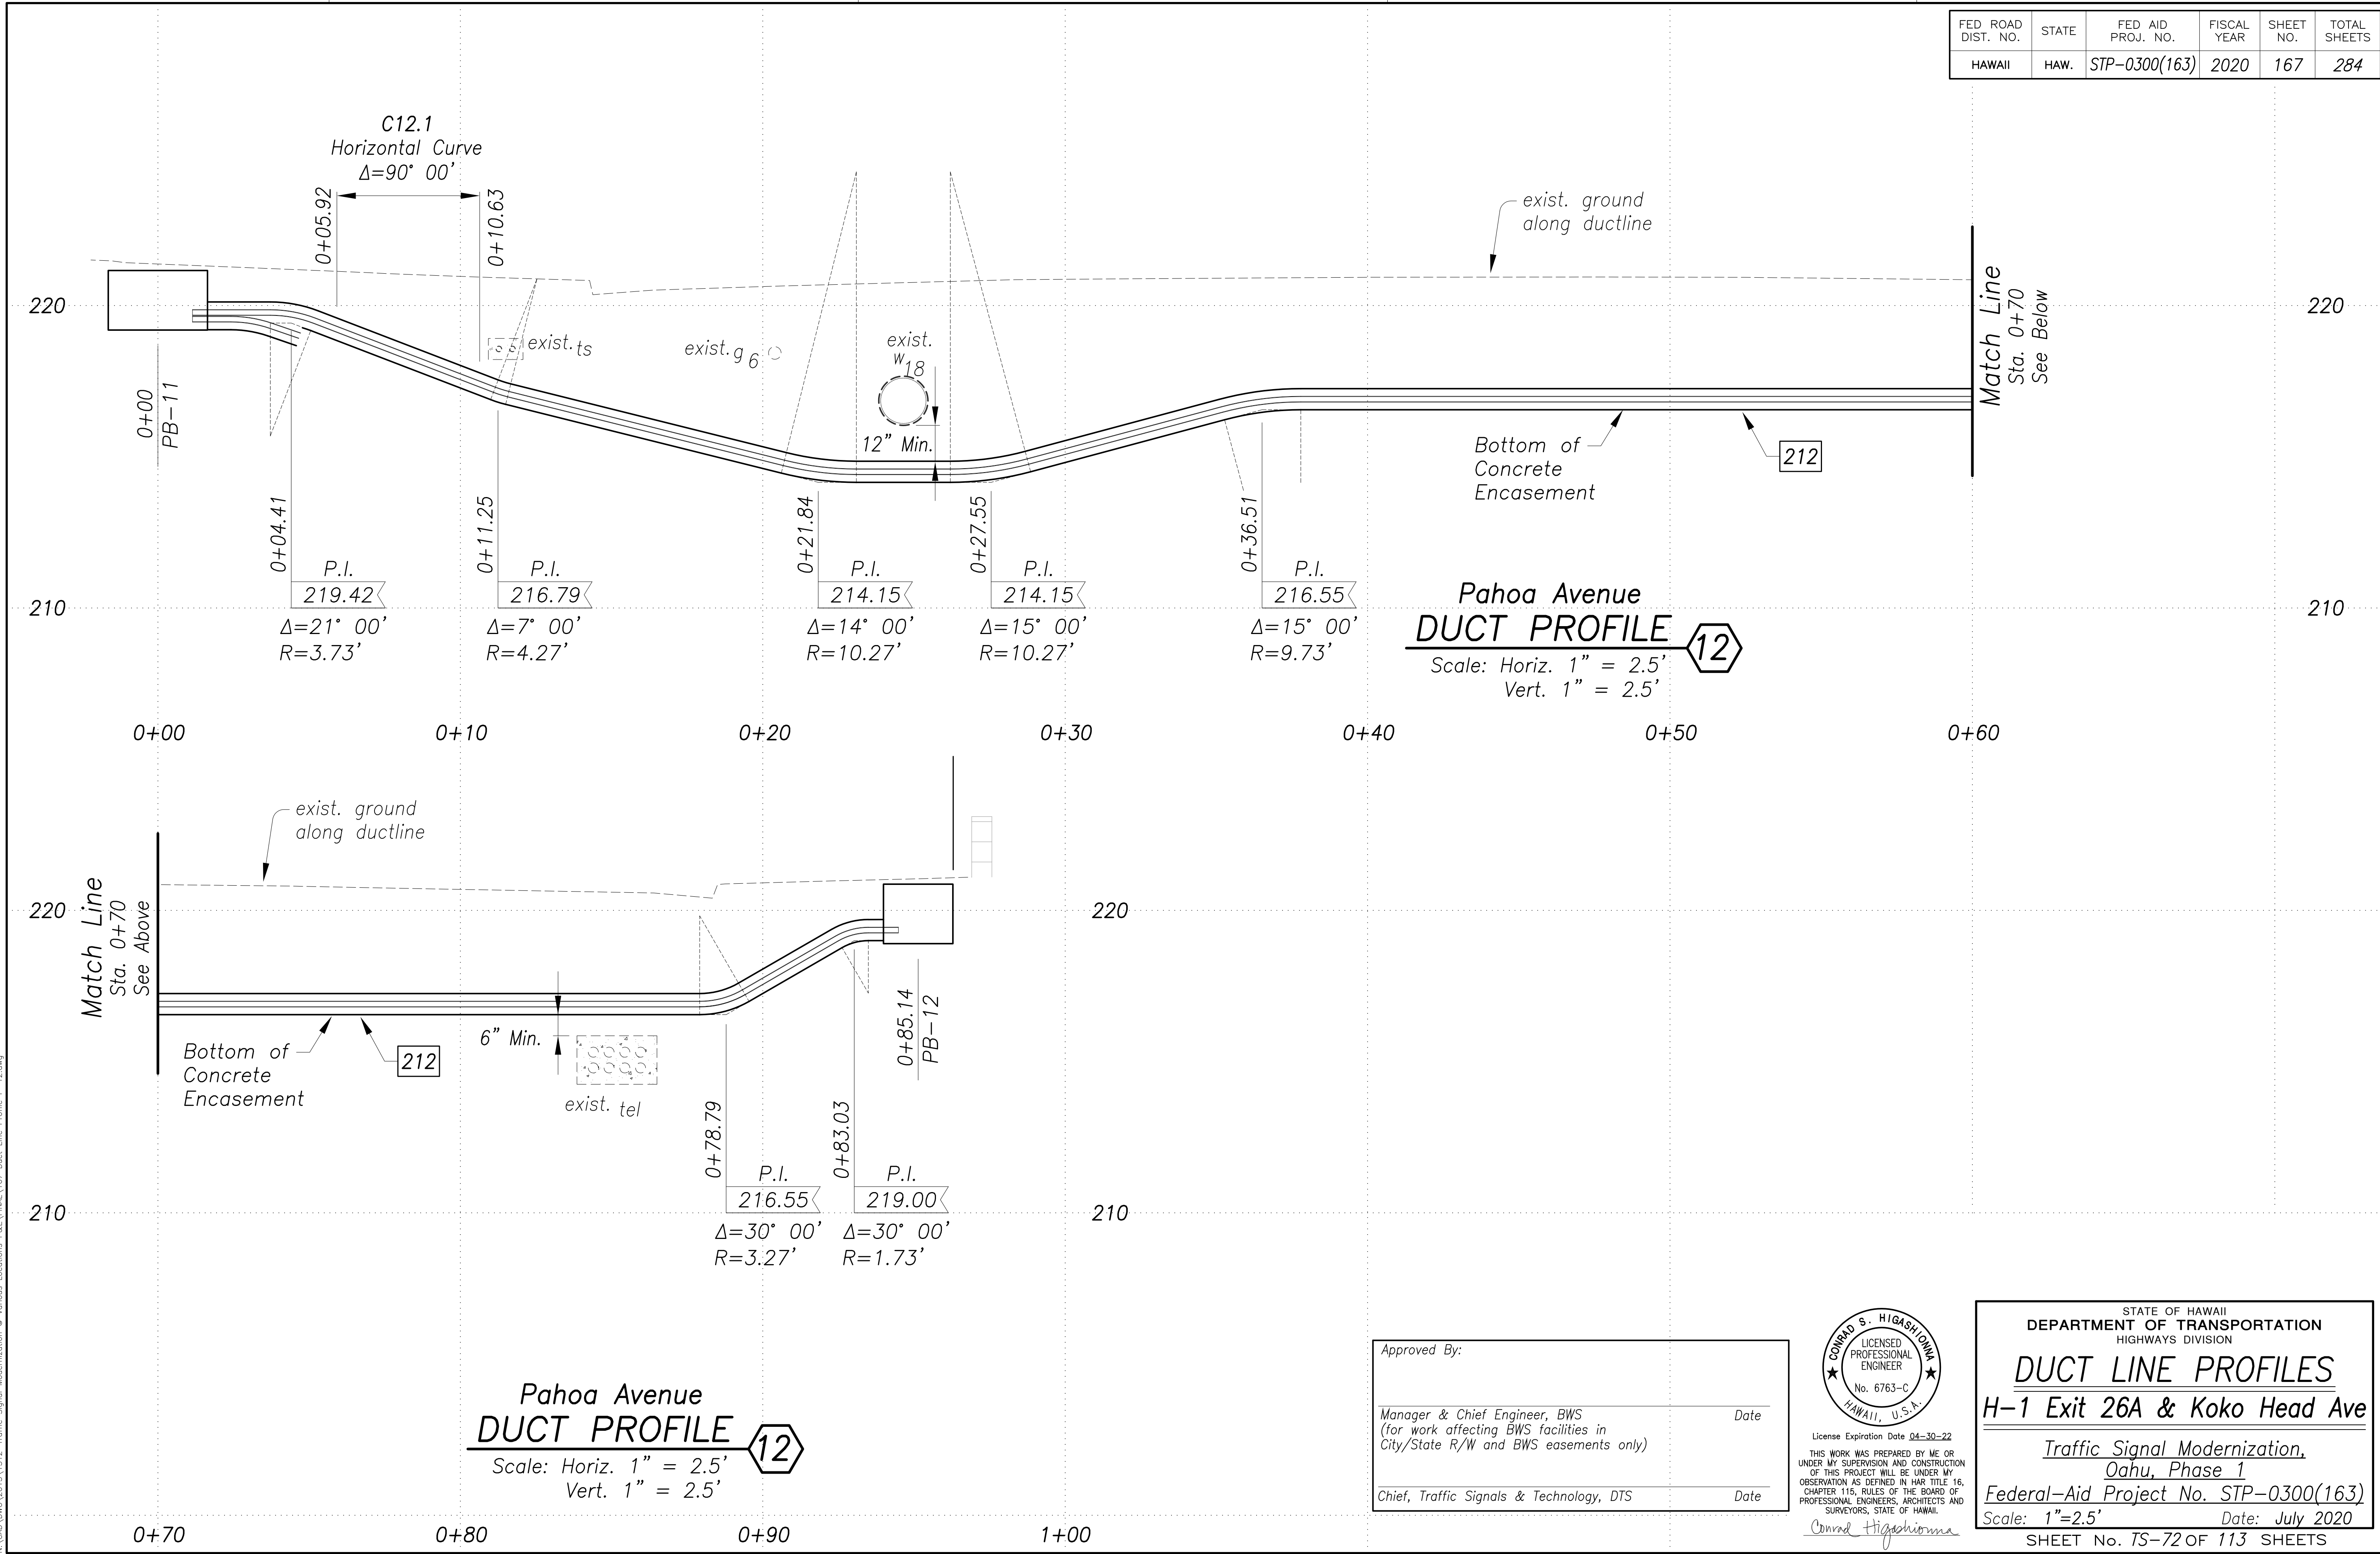 FED ROAD DIST. NO. STATE FED AID PROJ. NO. FISCAL YEAR SHEET NO. TOTAL SHEETS
HAWAII HAW. STP-0300(163) 2020 167 284
C12.1
Horizontal Curve
Δ=90° 00'
0+05.92
0+10.63
exist. ground
along ductline
220
220
0+00
PB-11
exist. ts
exist. g 6
exist.
w 18
12" Min.
Match Line
Sta. 0+70
See Below
Bottom of
Concrete
Encasement
212
0+04.41
0+11.25
0+21.84
0+27.55
0+36.51
P.I. P.I. P.I. P.I. P.I.
219.42 216.79 214.15 214.15 216.55
210
210
Δ=21° 00' Δ=7° 00' Δ=14° 00' Δ=15° 00' Δ=15° 00'
R=3.73' R=4.27' R=10.27' R=10.27' R=9.73'
Pahoa Avenue
DUCT PROFILE 12
Scale: Horiz. 1" = 2.5'
Vert. 1" = 2.5'
0+00 0+10 0+20 0+30 0+40 0+50 0+60
exist. ground
along ductline
220
220
Match Line
Sta. 0+70
See Above
Bottom of
Concrete
Encasement
212
6" Min.
exist. tel
0+85.14
PB-12
0+78.79
0+83.03
P.I. P.I.
216.55 219.00
210
210
Δ=30° 00' Δ=30° 00'
R=3.27' R=1.73'
Pahoa Avenue
DUCT PROFILE 12
Scale: Horiz. 1" = 2.5'
Vert. 1" = 2.5'
0+70 0+80 0+90 1+00
Approved By:
Manager & Chief Engineer, BWS Date
(for work affecting BWS facilities in
City/State R/W and BWS easements only)
Chief, Traffic Signals & Technology, DTS Date
CONRAD S. HIGASHIONNA
LICENSED
PROFESSIONAL
ENGINEER
No. 6763-C
HAWAII, U.S.A.
License Expiration Date 04-30-22
THIS WORK WAS PREPARED BY ME OR
UNDER MY SUPERVISION AND CONSTRUCTION
OF THIS PROJECT WILL BE UNDER MY
OBSERVATION AS DEFINED IN HAR TITLE 16,
CHAPTER 115, RULES OF THE BOARD OF
PROFESSIONAL ENGINEERS, ARCHITECTS AND
SURVEYORS, STATE OF HAWAII.
Conrad Higashionna
STATE OF HAWAII
DEPARTMENT OF TRANSPORTATION
HIGHWAYS DIVISION
DUCT LINE PROFILES
H-1 Exit 26A & Koko Head Ave
Traffic Signal Modernization,
Oahu, Phase 1
Federal-Aid Project No. STP-0300(163)
Scale: 1"=2.5' Date: July 2020
SHEET No. TS-72 OF 113 SHEETS